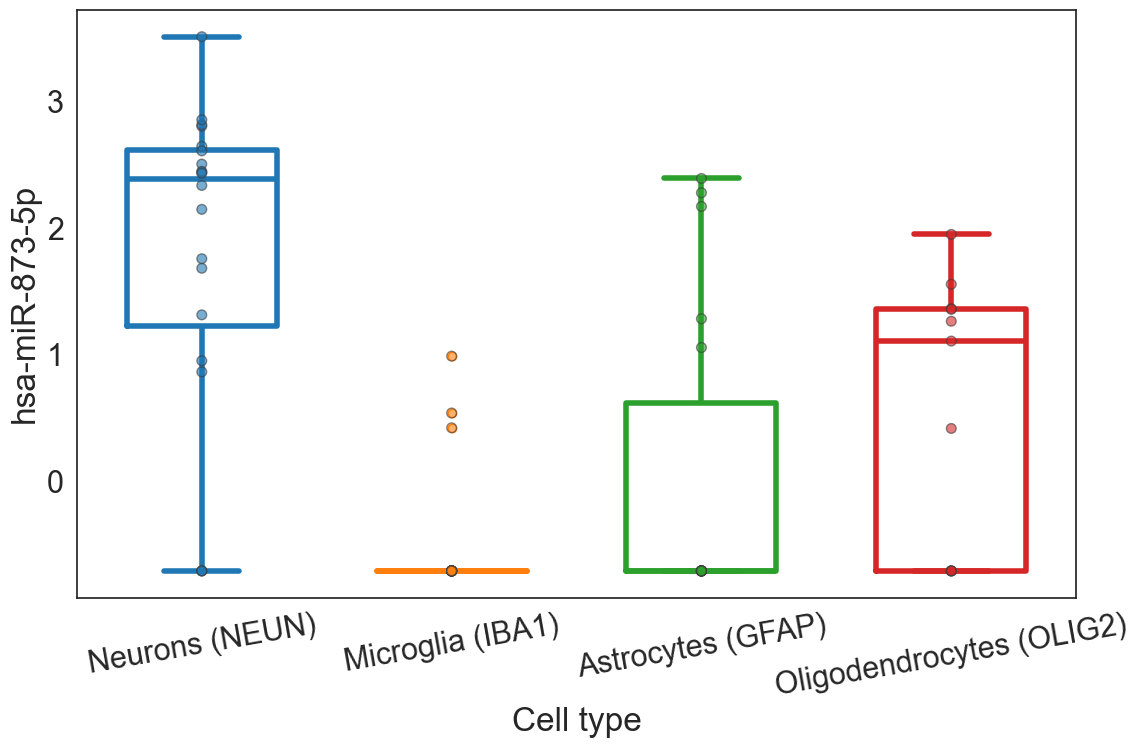 hsa-miR-873-5p
3
2
1
0
Neurons (NEUN)
Microglia (IBA1)
Astrocytes (GFAP)
Oligodendrocytes (OLIG2)
Cell type